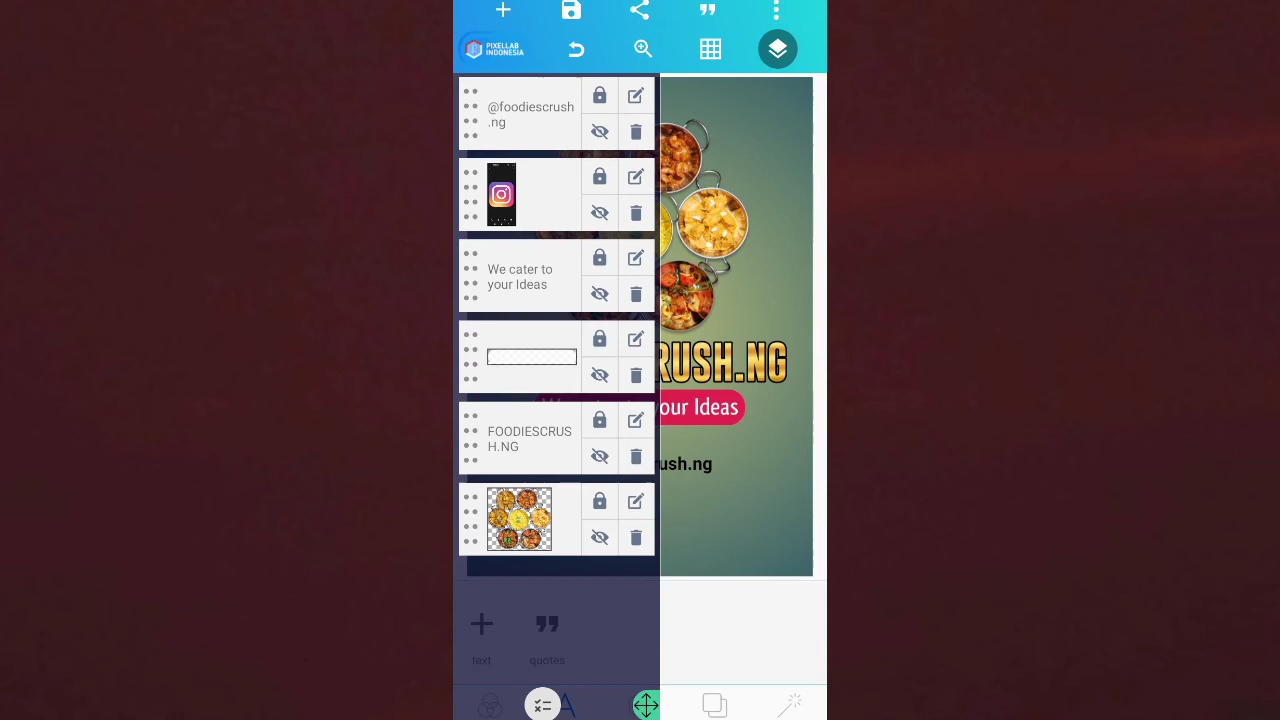 PIXELLAB
INDONESIA
@foodiescrush
.ng
We cater to
your Ideas
FOODIESCRUS
H.NG
RUSH.NG
our Ideas
ush.ng
text
quotes